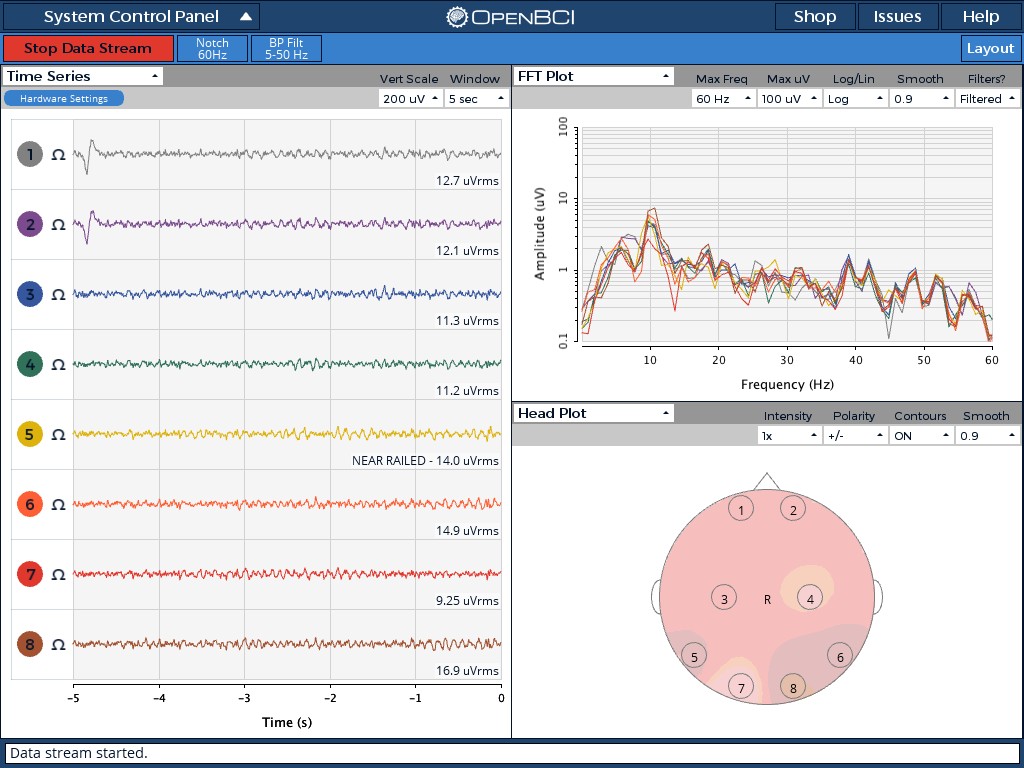 System Control Panel
OpenBCI
Shop
Issues
Help
Stop Data Stream
Notch
60Hz
BP Filt
5-50 Hz
Layout
Time Series
Vert Scale
Window
Hardware Settings
200 uV
5 sec
1 Ω
12.7 uVrms
2 Ω
12.1 uVrms
3 Ω
11.3 uVrms
4 Ω
11.2 uVrms
5 Ω
NEAR RAILED - 14.0 uVrms
6 Ω
14.9 uVrms
7 Ω
9.25 uVrms
8 Ω
16.9 uVrms
-5 -4 -3 -2 -1 0
Time (s)
FFT Plot
Max Freq
Max uV
Log/Lin
Smooth
Filters?
60 Hz
100 uV
Log
0.9
Filtered
100
10
1
0.1
Amplitude (uV)
10 20 30 40 50 60
Frequency (Hz)
Head Plot
Intensity
Polarity
Contours
Smooth
1x
+/-
ON
0.9
1 2
3 R 4
5 6
7 8
Data stream started.